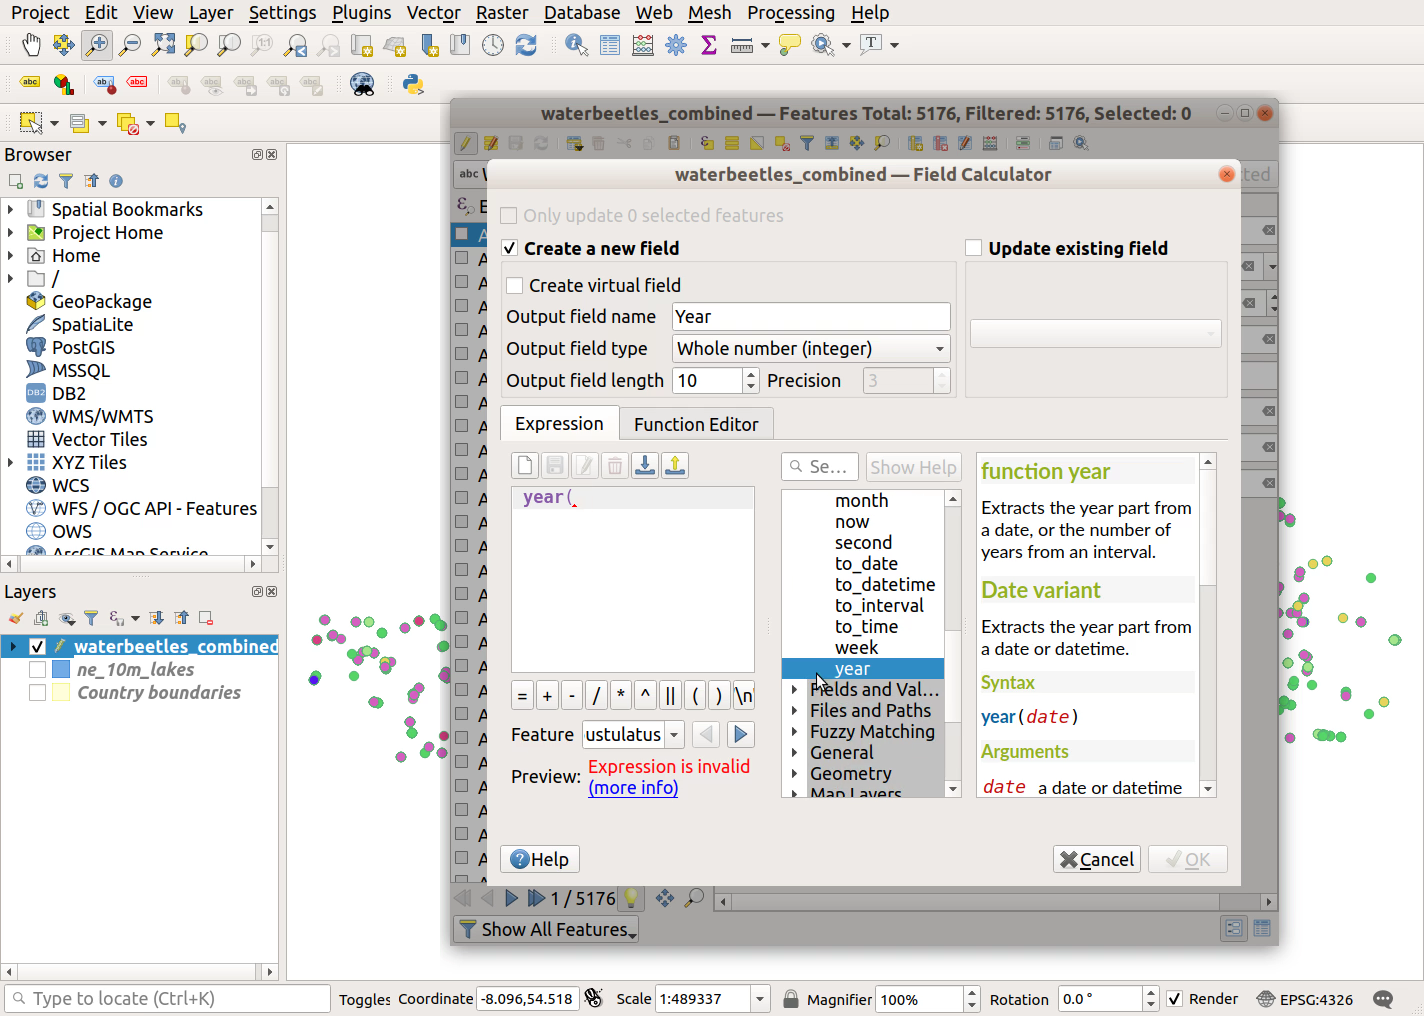 Project Edit View Layer Settings Plugins Vector Raster Database Web Mesh Processing Help
abc ab abc
waterbeetles_combined — Features Total: 5176, Filtered: 5176, Selected: 0
Browser
Spatial Bookmarks
Project Home
Home
/
GeoPackage
SpatiaLite
PostGIS
MSSQL
DB2
WMS/WMTS
Vector Tiles
XYZ Tiles
WCS
WFS / OGC API - Features
OWS
ArcGIS Map Service
Layers
waterbeetles_combined
ne_10m_lakes
Country boundaries
waterbeetles_combined — Field Calculator
Only update 0 selected features
Create a new field
Update existing field
Create virtual field
Output field name Year
Output field type Whole number (integer)
Output field length 10 Precision 3
Expression Function Editor
Se... Show Help
year(
= + - / * ^ || ( ) \n
Feature ustulatus
Preview: Expression is invalid
(more info)
month
now
second
to_date
to_datetime
to_interval
to_time
week
year
Fields and Val...
Files and Paths
Fuzzy Matching
General
Geometry
Map Layers
function year
Extracts the year part from
a date, or the number of
years from an interval.
Date variant
Extracts the year part from
a date or datetime.
Syntax
year(date)
Arguments
date a date or datetime
Help
Cancel
OK
1 / 5176
Show All Features
Type to locate (Ctrl+K) Toggles Coordinate -8.096,54.518 Scale 1:489337 Magnifier 100% Rotation 0.0 ° Render EPSG:4326